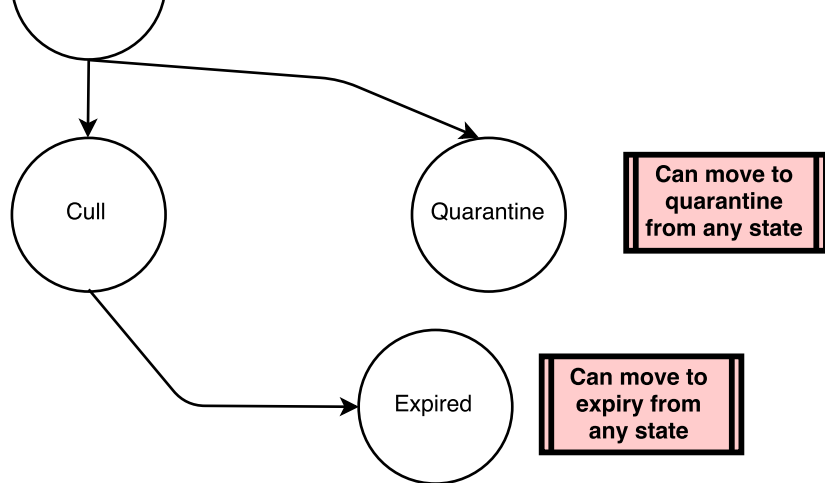 Cull
Quarantine
Can move to
quarantine
from any state
Expired
Can move to
expiry from
any state